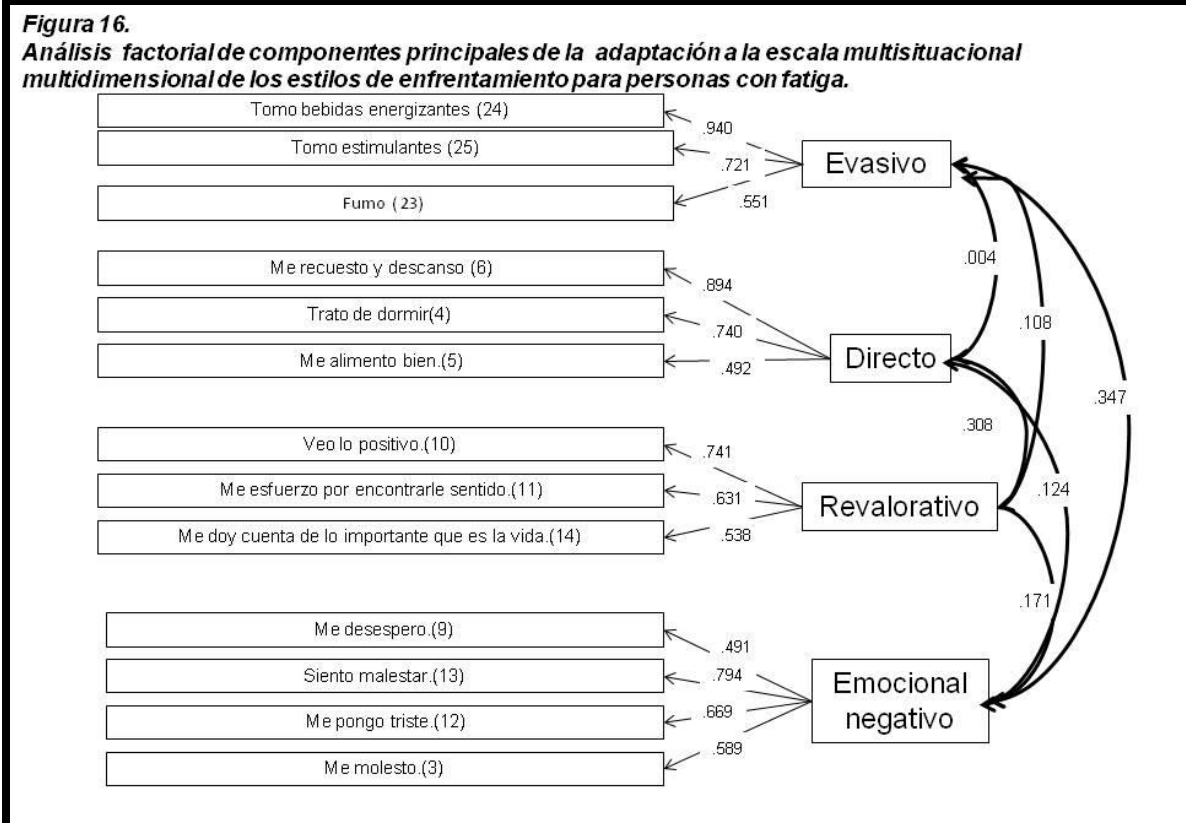 Figura 16.
Análisis factorial de componentes principales de la adaptación a la escala multisituacional
multidimensional de los estilos de enfrentamiento para personas con fatiga.
Tomo bebidas energizantes (24)
.940
Tomo estimulantes (25)
.721
Evasivo
Fumo (23)
.551
.004
Me recuesto y descanso (6)
.894
Trato de dormir(4)
.740
.108
Me alimento bien.(5)
.492
Directo
.347
.308
Veo lo positivo.(10)
.741
Me esfuerzo por encontrarle sentido.(11)
.631
Revalorativo
.124
Me doy cuenta de lo importante que es la vida.(14)
.538
.171
Me desespero.(9)
.491
Siento malestar.(13)
.794
Emocional
negativo
Me pongo triste.(12)
.669
Me molesto.(3)
.589